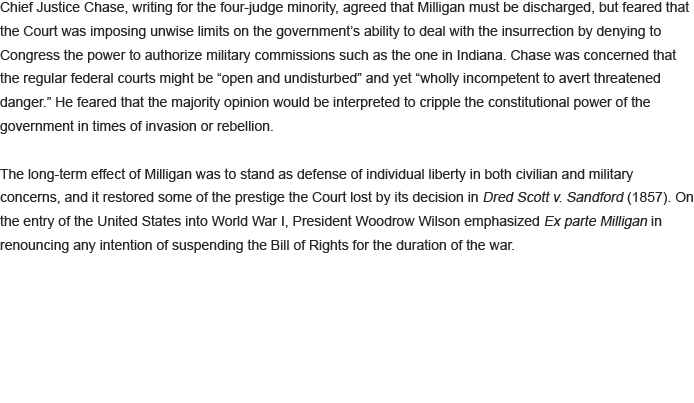 Chief Justice Chase, writing for the four-judge minority, agreed that Milligan must be discharged, but feared that
the Court was imposing unwise limits on the government’s ability to deal with the insurrection by denying to
Congress the power to authorize military commissions such as the one in Indiana. Chase was concerned that
the regular federal courts might be “open and undisturbed” and yet “wholly incompetent to avert threatened
danger.” He feared that the majority opinion would be interpreted to cripple the constitutional power of the
government in times of invasion or rebellion.
The long-term effect of Milligan was to stand as defense of individual liberty in both civilian and military
concerns, and it restored some of the prestige the Court lost by its decision in Dred Scott v. Sandford (1857). On
the entry of the United States into World War I, President Woodrow Wilson emphasized Ex parte Milligan in
renouncing any intention of suspending the Bill of Rights for the duration of the war.